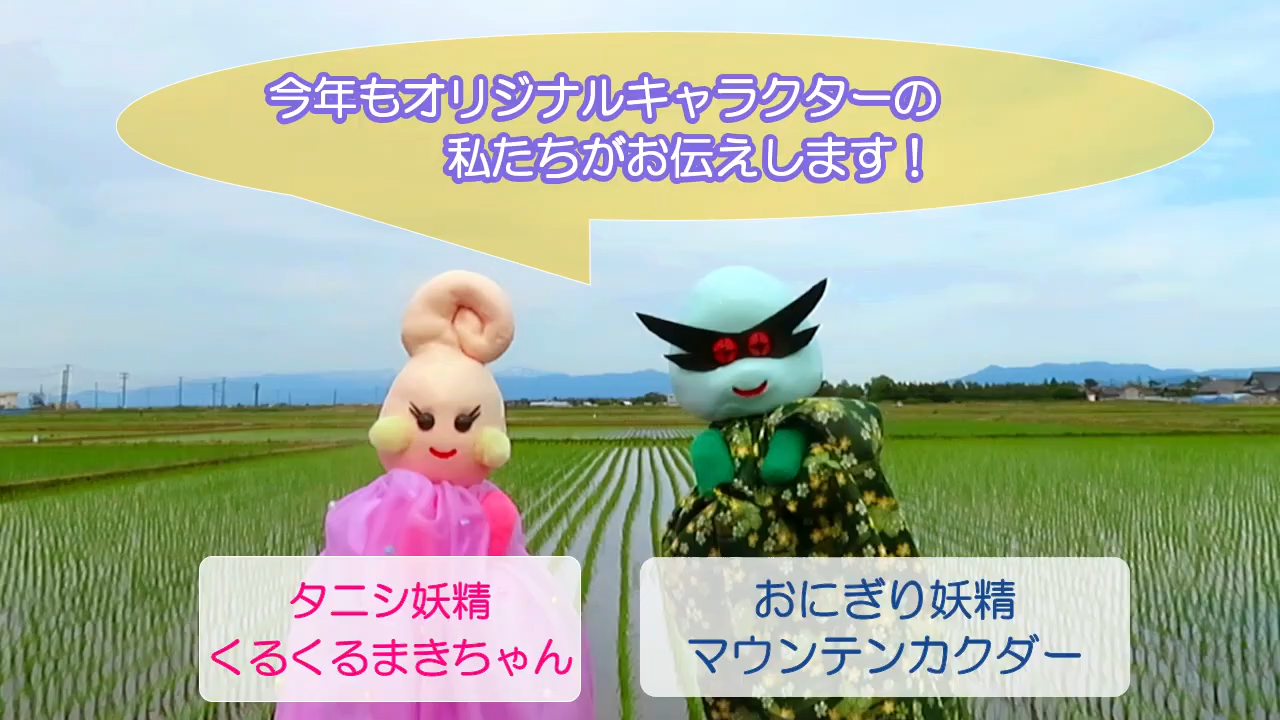 今年もオリジナルキャラクターの
私たちがお伝えします！
タニシ妖精
くるくるまきちゃん
おにぎり妖精
マウンテンカクダー